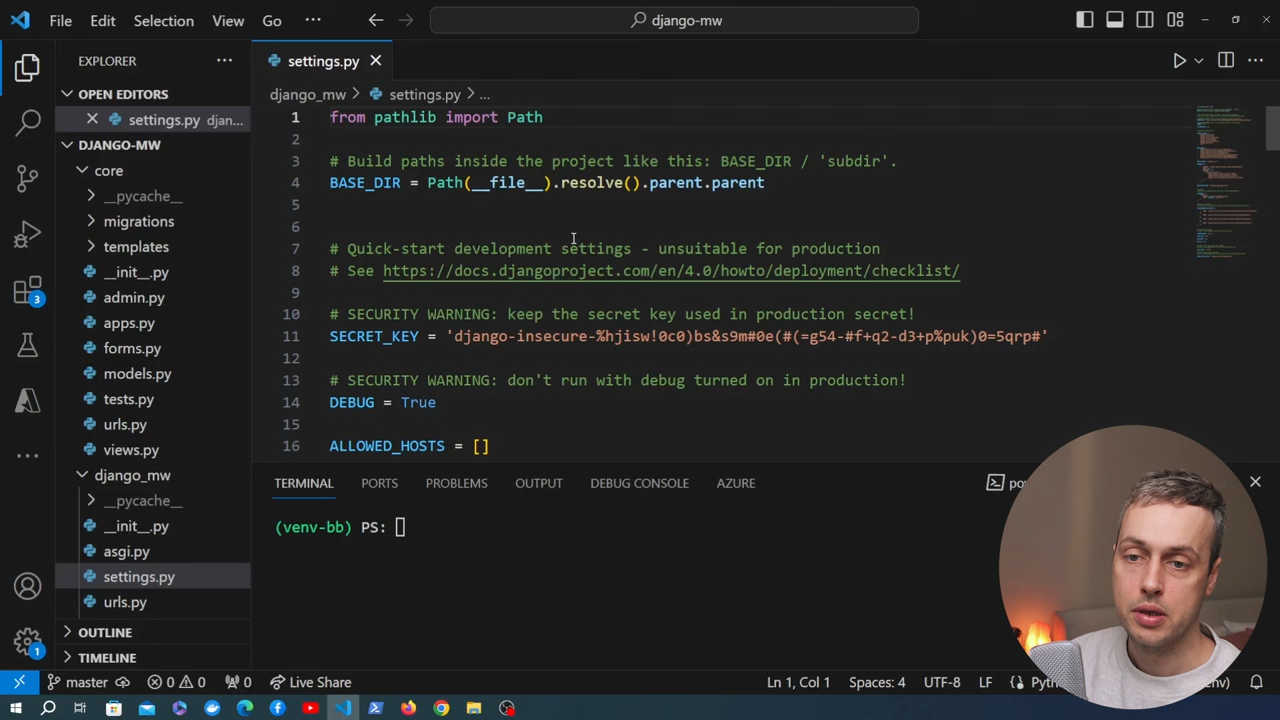 File Edit Selection View Go ··· django-mw
EXPLORER ···
OPEN EDITORS
settings.py djan...
DJANGO-MW
core
__pycache__
migrations
templates
__init__.py
admin.py
apps.py
forms.py
models.py
tests.py
urls.py
views.py
django_mw
__pycache__
__init__.py
asgi.py
settings.py
urls.py
OUTLINE
TIMELINE
3
1
settings.py
django_mw > settings.py > ...
1 from pathlib import Path
2
3 # Build paths inside the project like this: BASE_DIR / 'subdir'.
4 BASE_DIR = Path(__file__).resolve().parent.parent
5
6
7 # Quick-start development settings - unsuitable for production
8 # See https://docs.djangoproject.com/en/4.0/howto/deployment/checklist/
9
10 # SECURITY WARNING: keep the secret key used in production secret!
11 SECRET_KEY = 'django-insecure-%hjisw!0c0)bs&s9m#0e(#(=g54-#f+q2-d3+p%puk)0=5qrp#'
12
13 # SECURITY WARNING: don't run with debug turned on in production!
14 DEBUG = True
15
16 ALLOWED_HOSTS = []
TERMINAL PORTS PROBLEMS OUTPUT DEBUG CONSOLE AZURE
(venv-bb) PS:
master 0 0 0 Live Share Ln 1, Col 1 Spaces: 4 UTF-8 LF